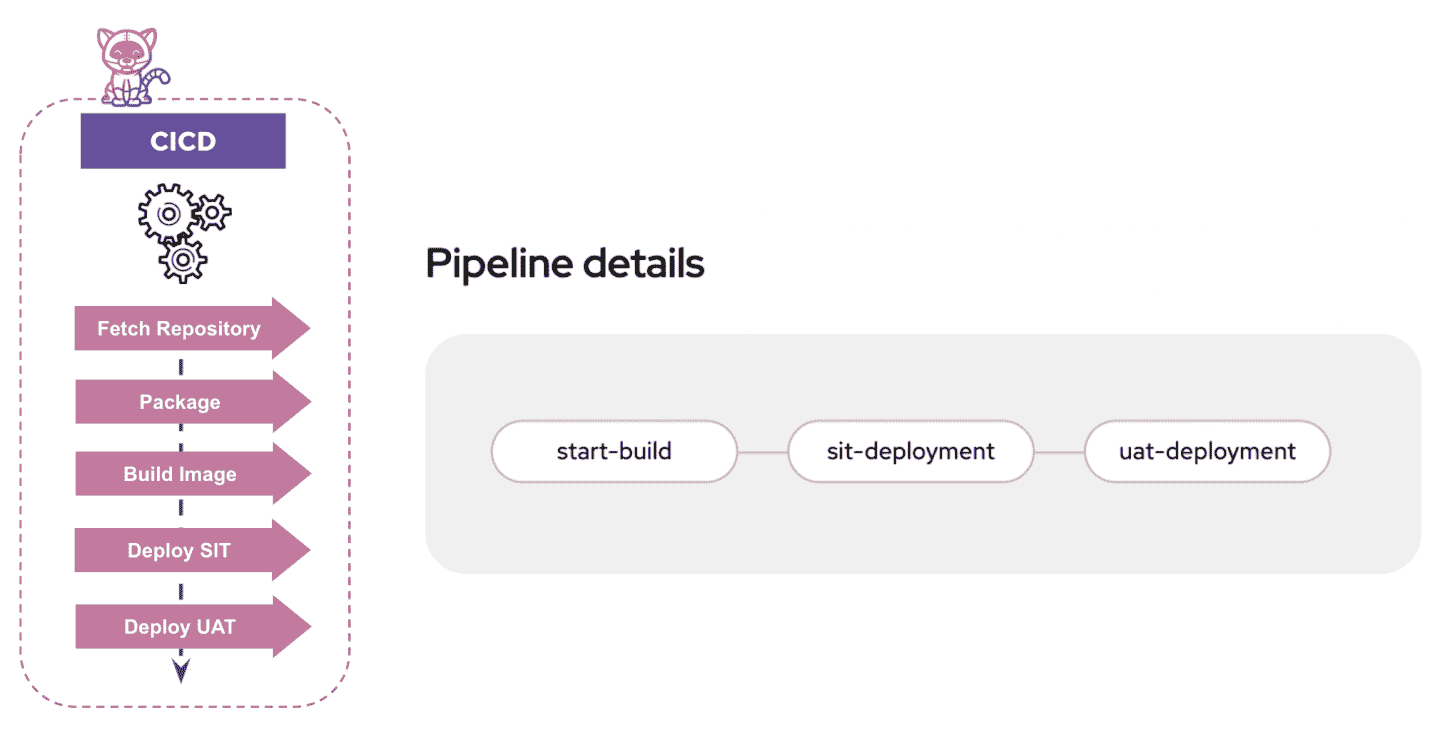 CICD
Fetch Repository
Package
Build Image
Deploy SIT
Deploy UAT
Pipeline details
start-build
sit-deployment
uat-deployment